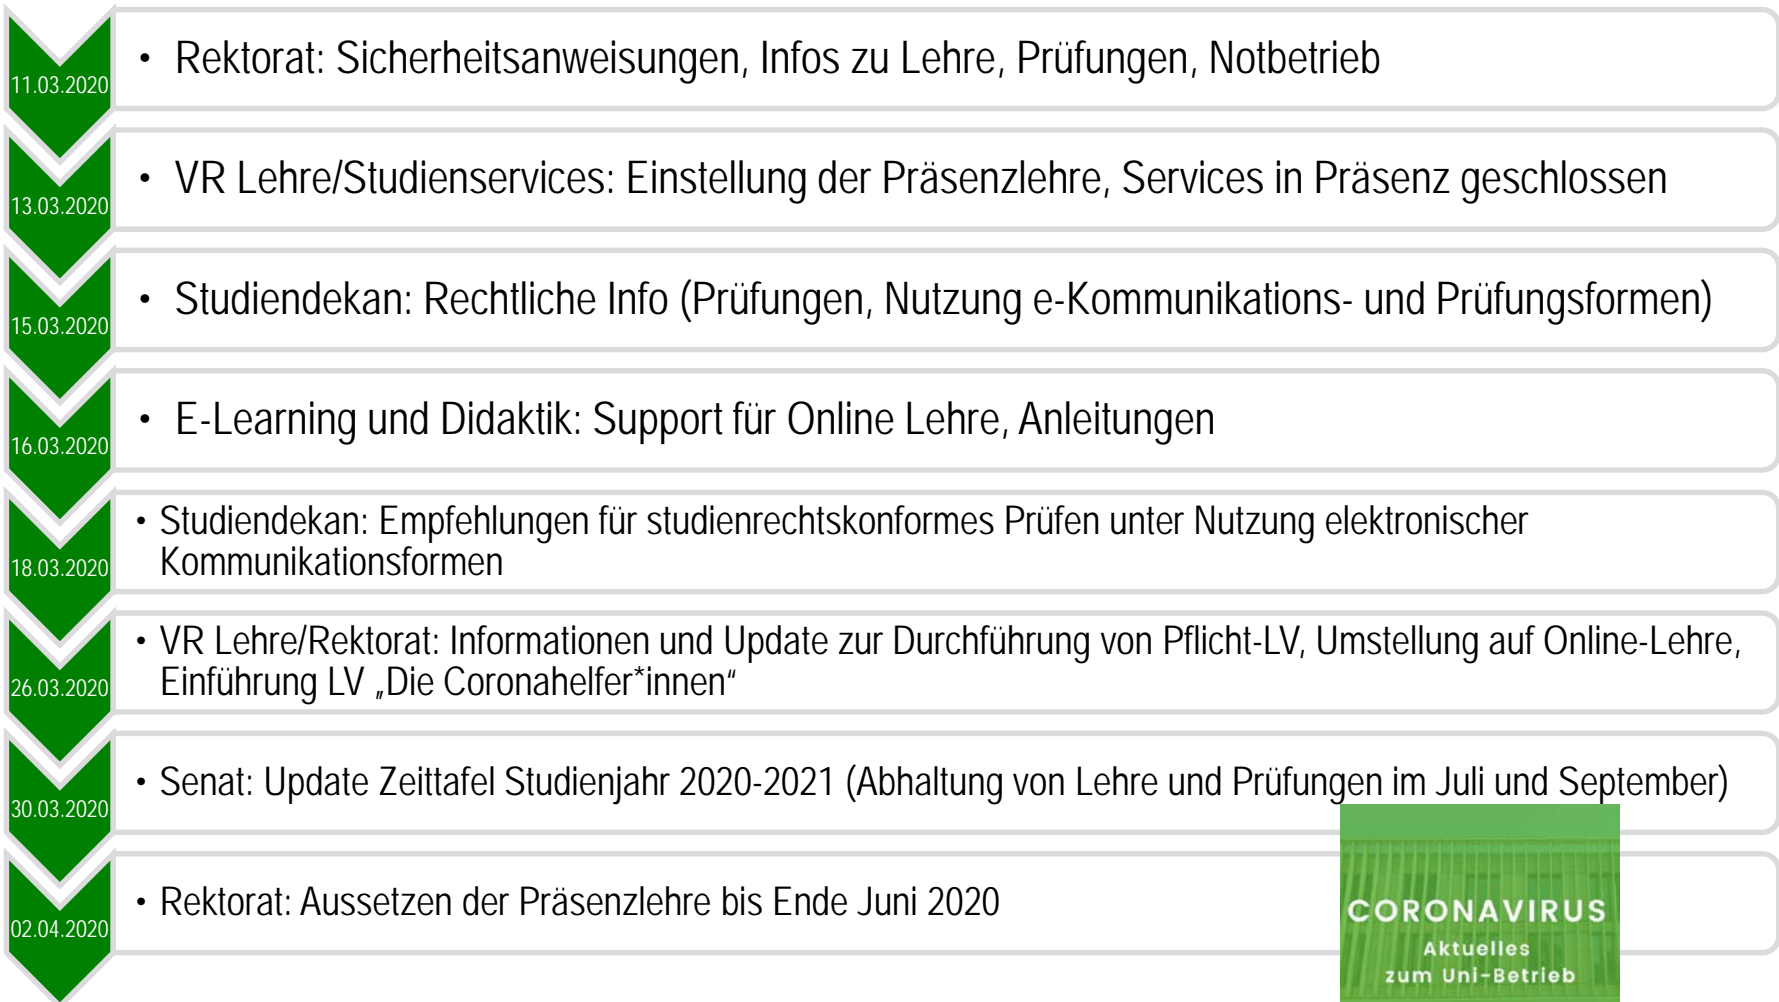 11.03.2020
• Rektorat: Sicherheitsanweisungen, Infos zu Lehre, Prüfungen, Notbetrieb
13.03.2020
• VR Lehre/Studienservices: Einstellung der Präsenzlehre, Services in Präsenz geschlossen
15.03.2020
• Studiendekan: Rechtliche Info (Prüfungen, Nutzung e-Kommunikations- und Prüfungsformen)
16.03.2020
• E-Learning und Didaktik: Support für Online Lehre, Anleitungen
18.03.2020
• Studiendekan: Empfehlungen für studienrechtskonformes Prüfen unter Nutzung elektronischer
Kommunikationsformen
26.03.2020
• VR Lehre/Rektorat: Informationen und Update zur Durchführung von Pflicht-LV, Umstellung auf Online-Lehre,
Einführung LV „Die Coronahelfer*innen“
30.03.2020
• Senat: Update Zeittafel Studienjahr 2020-2021 (Abhaltung von Lehre und Prüfungen im Juli und September)
02.04.2020
• Rektorat: Aussetzen der Präsenzlehre bis Ende Juni 2020
CORONAVIRUS
Aktuelles
zum Uni-Betrieb